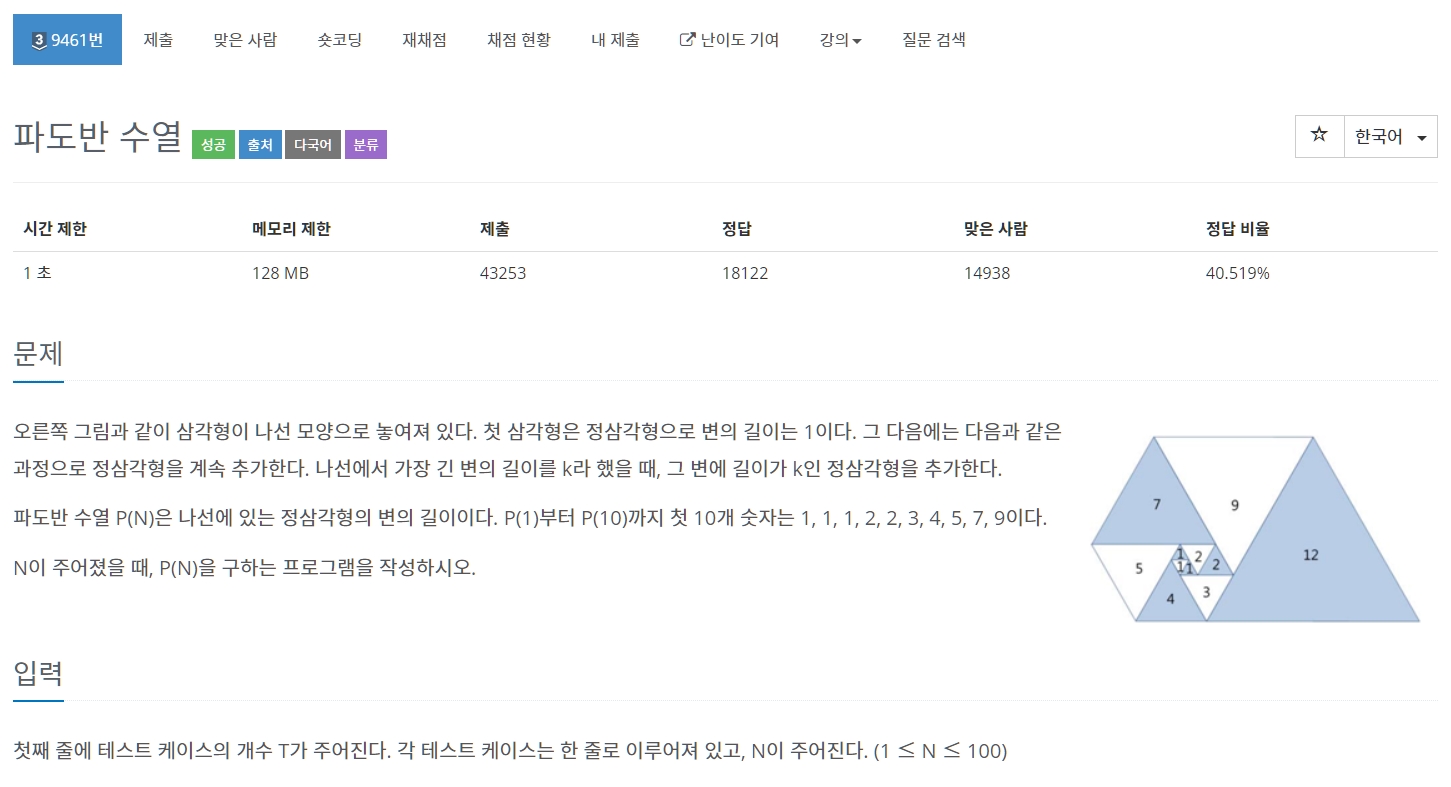 3 9461번 제출 맞은 사람 숏코딩 재채점 채점 현황 내 제출 난이도 기여 강의 질문 검색
파도반 수열 성공 출처 다국어 분류 한국어
시간 제한 메모리 제한 제출 정답 맞은 사람 정답 비율
1 초 128 MB 43253 18122 14938 40.519%
문제
오른쪽 그림과 같이 삼각형이 나선 모양으로 놓여져 있다. 첫 삼각형은 정삼각형으로 변의 길이는 1이다. 그 다음에는 다음과 같은
과정으로 정삼각형을 계속 추가한다. 나선에서 가장 긴 변의 길이를 k라 했을 때, 그 변에 길이가 k인 정삼각형을 추가한다.
파도반 수열 P(N)은 나선에 있는 정삼각형의 변의 길이이다. P(1)부터 P(10)까지 첫 10개 숫자는 1, 1, 1, 2, 2, 3, 4, 5, 7, 9이다.
N이 주어졌을 때, P(N)을 구하는 프로그램을 작성하시오.
7 9
12
1 2
5 1 1 2
4 3
입력
첫째 줄에 테스트 케이스의 개수 T가 주어진다. 각 테스트 케이스는 한 줄로 이루어져 있고, N이 주어진다. (1 ≤ N ≤ 100)